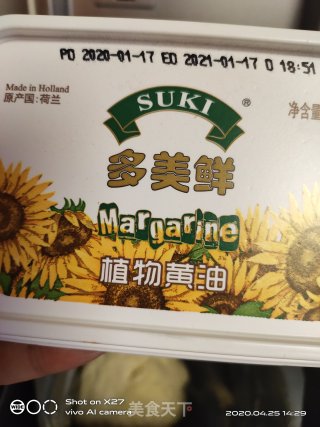 PD 2020-01-17 ED 2021-01-17 D 18:51
Made in Holland
原产国:荷兰
净含量
SUKI®
多美鲜
Margarine
植物黄油
Shot on X27
vivo AI camera
美食天下
2020.04.25 14:29